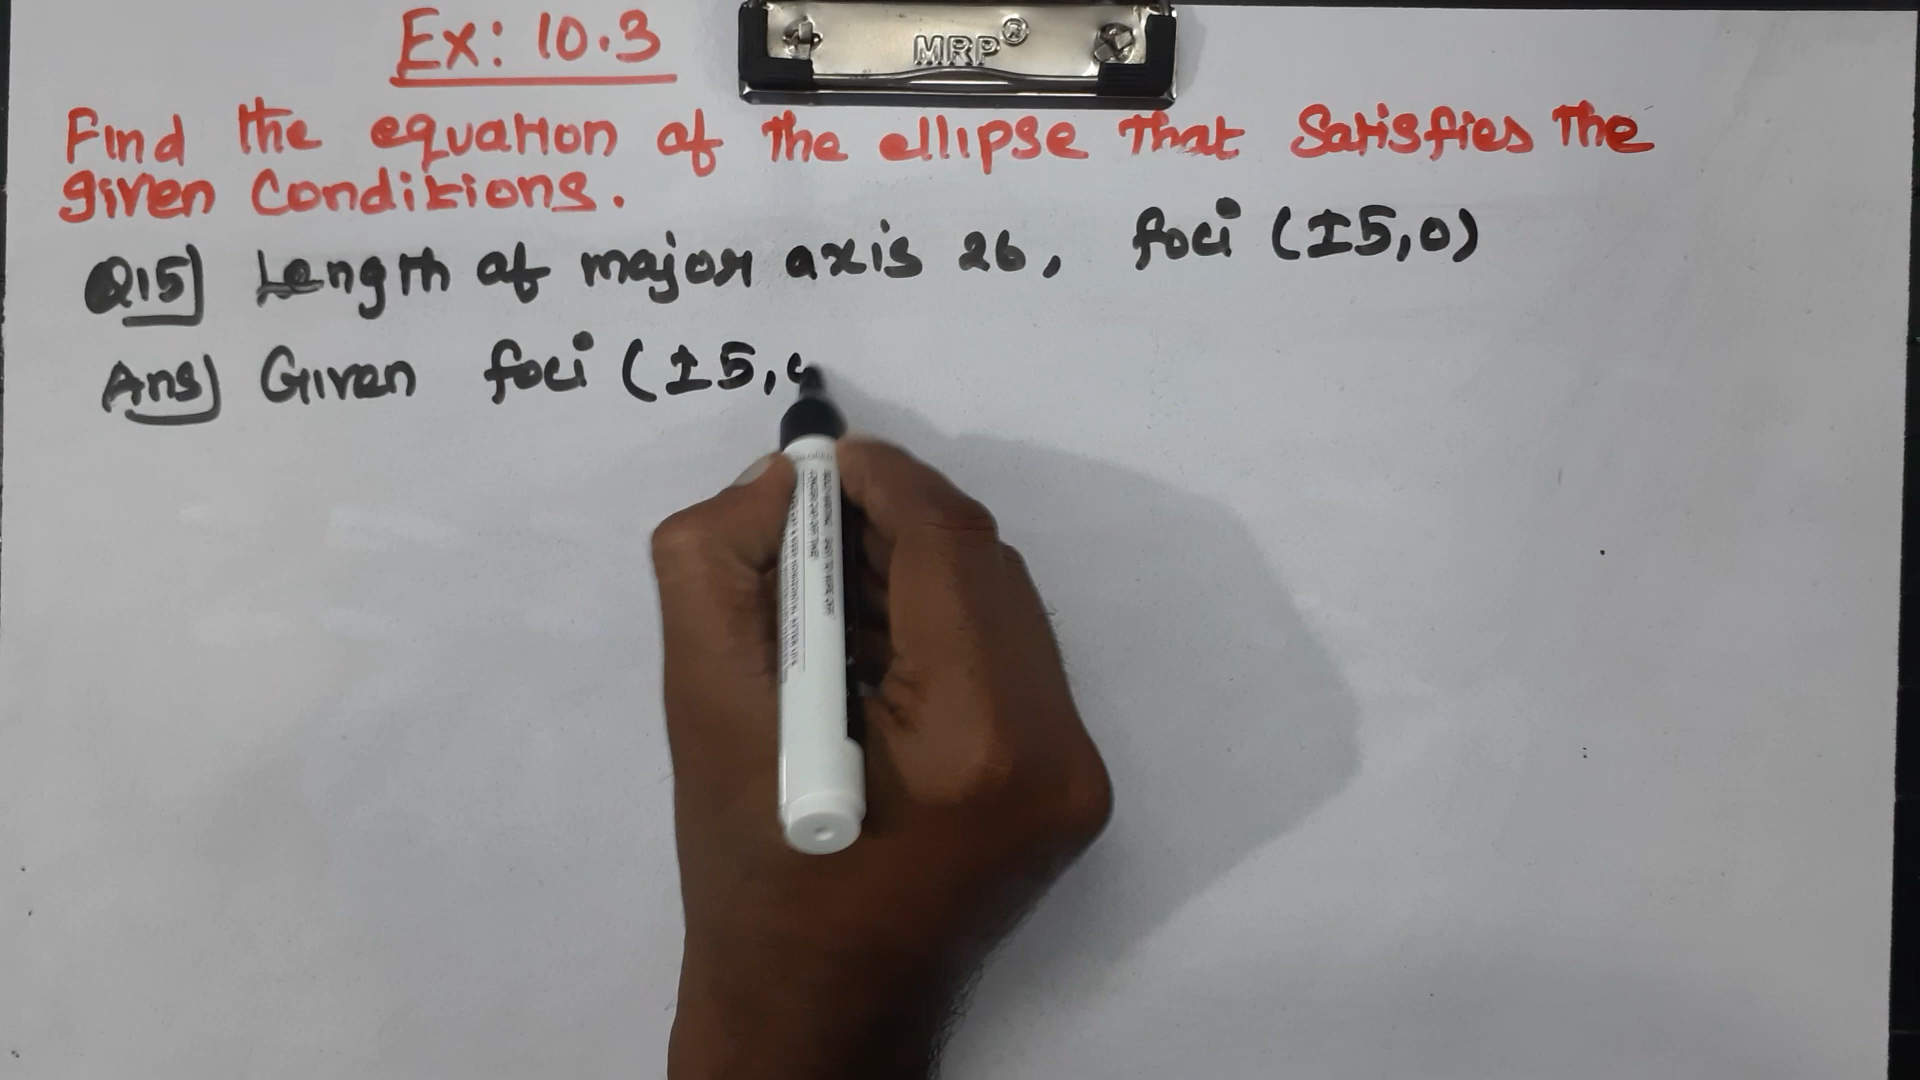 Ex: 10.3
MRP®
Find the equation of the ellipse that satisfies the
given conditions.
Q15] Length of major axis 26, foci (±5,0)
Ans] Given foci (±5,